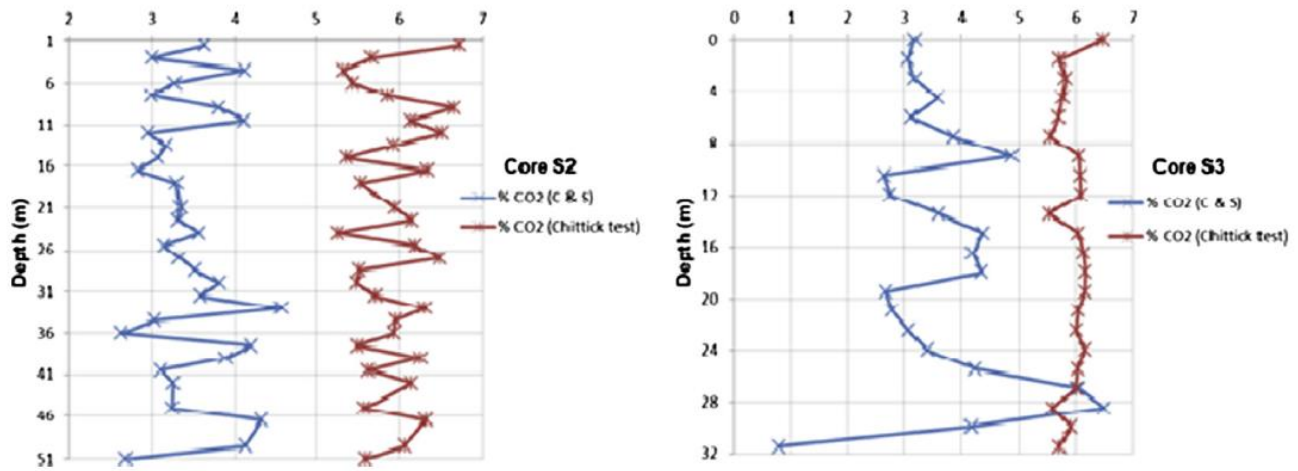 2 3 4 5 6 7
1
6
11
16
21
26
31
36
41
46
51
Depth (m)
Core S2
% CO2 (C & S)
% CO2 (Chittick test)
0 1 2 3 4 5 6 7
0
4
8
12
16
20
24
28
32
Depth (m)
Core S3
% CO2 (C & S)
% CO2 (Chittick test)